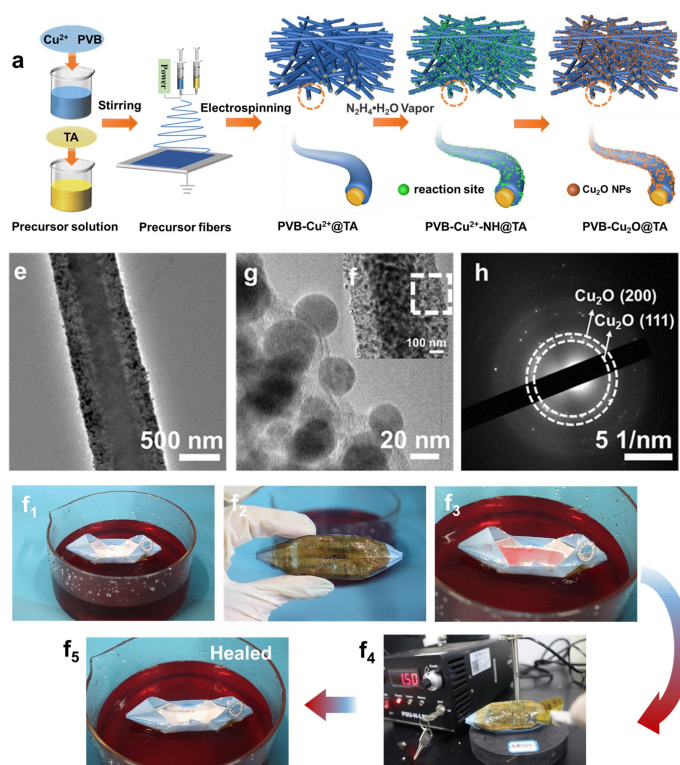 a
Cu²⁺ PVB
Stirring
TA
Precursor solution
Power
Electrospinning
Precursor fibers
N₂H₄•H₂O Vapor
PVB-Cu²⁺@TA
reaction site
PVB-Cu²⁺-NH@TA
Cu₂O NPs
PVB-Cu₂O@TA
e
500 nm
g
f
100 nm
20 nm
h
Cu₂O (200)
Cu₂O (111)
5 1/nm
f₁
f₂
f₃
f₅
Healed
f₄
1.50